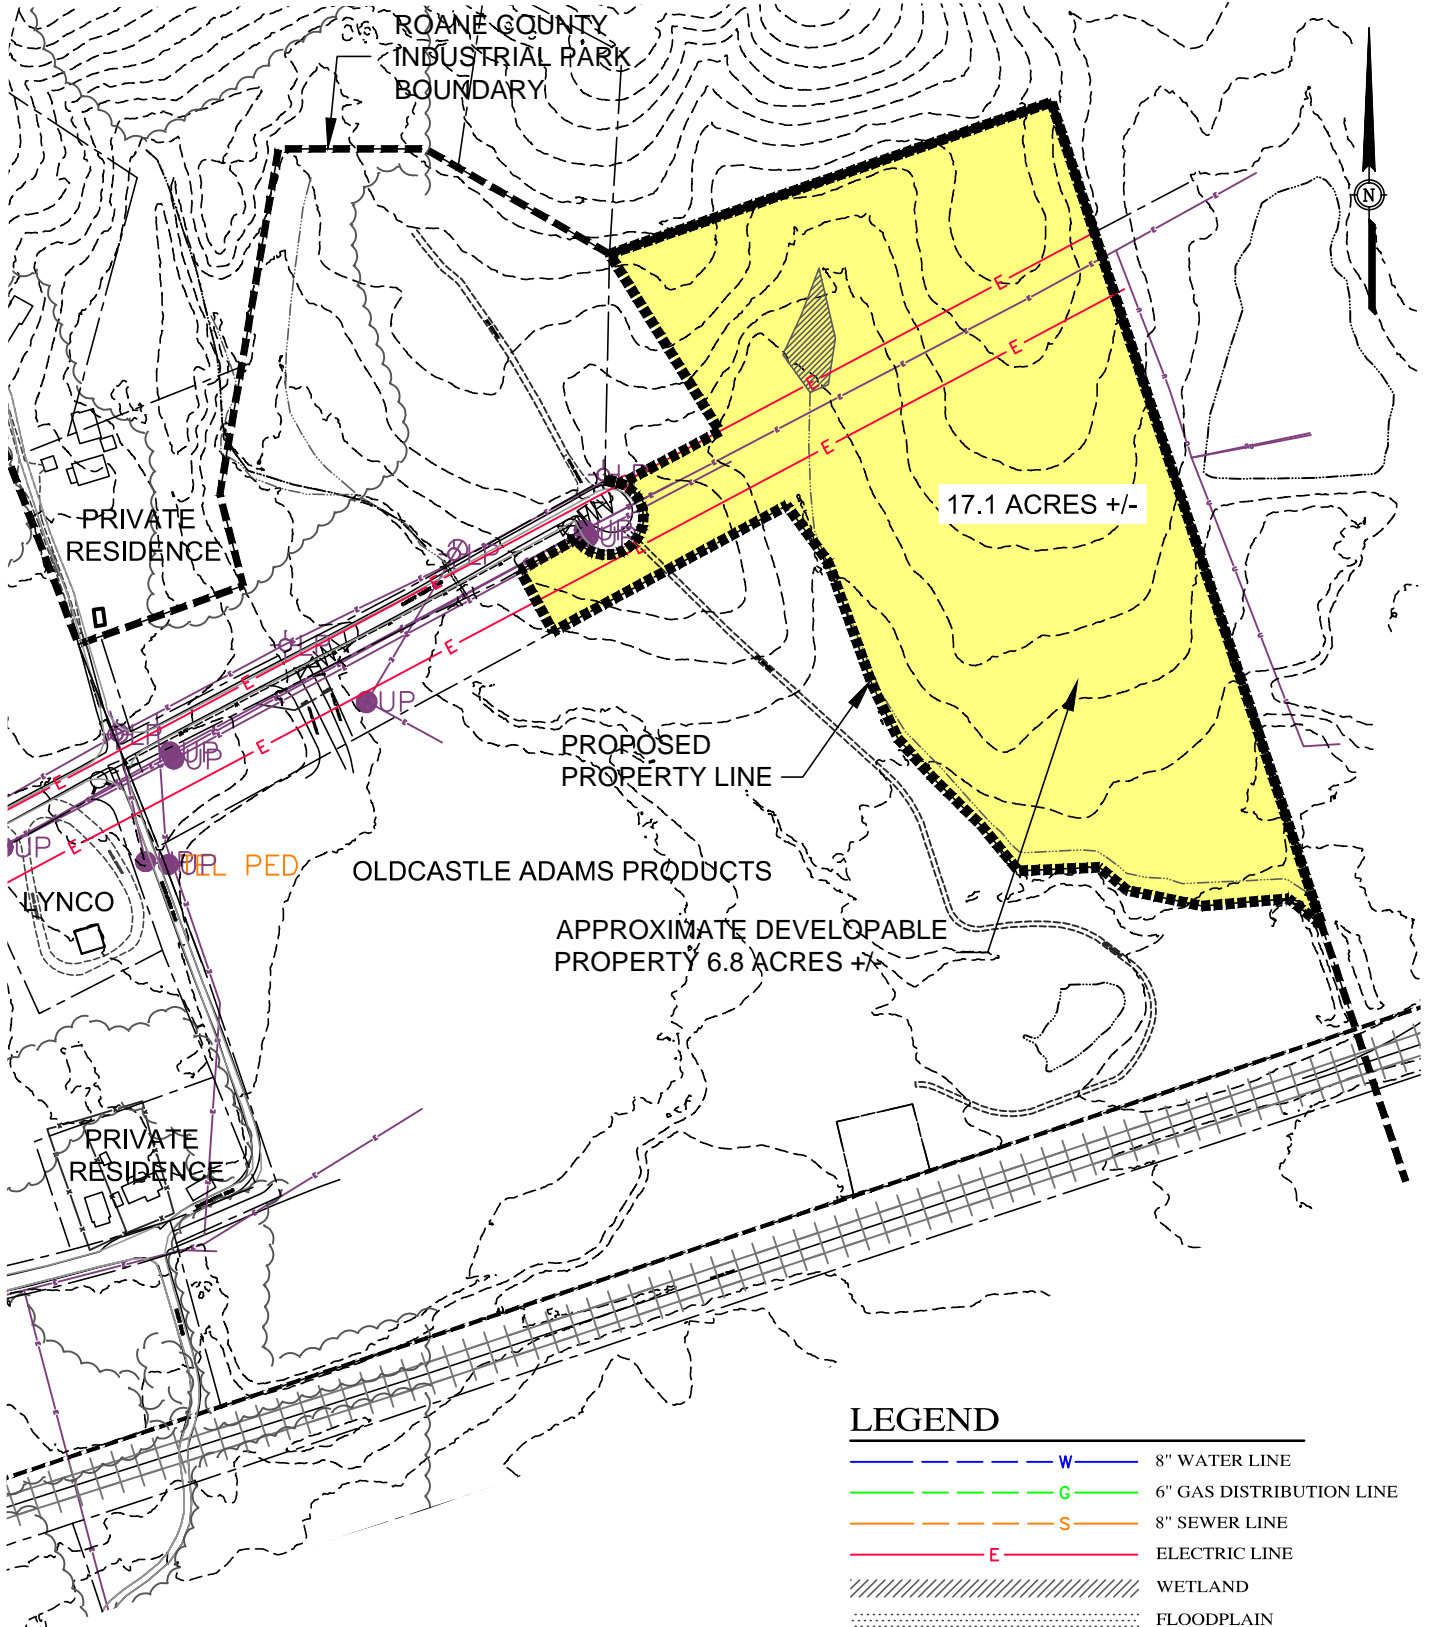 ROANE COUNTY
INDUSTRIAL PARK
BOUNDARY
N
E
E
E
E
17.1 ACRES +/-
PRIVATE
RESIDENCE
UP
E
E
E
UP
UP
E
E
E
UP
UP
TEL PED
LYNCO
PROPOSED
PROPERTY LINE
OLDCASTLE ADAMS PRODUCTS
APPROXIMATE DEVELOPABLE
PROPERTY 6.8 ACRES +/-
PRIVATE
RESIDENCE
LEGEND
W 8" WATER LINE
G 6" GAS DISTRIBUTION LINE
S 8" SEWER LINE
E ELECTRIC LINE
WETLAND
FLOODPLAIN